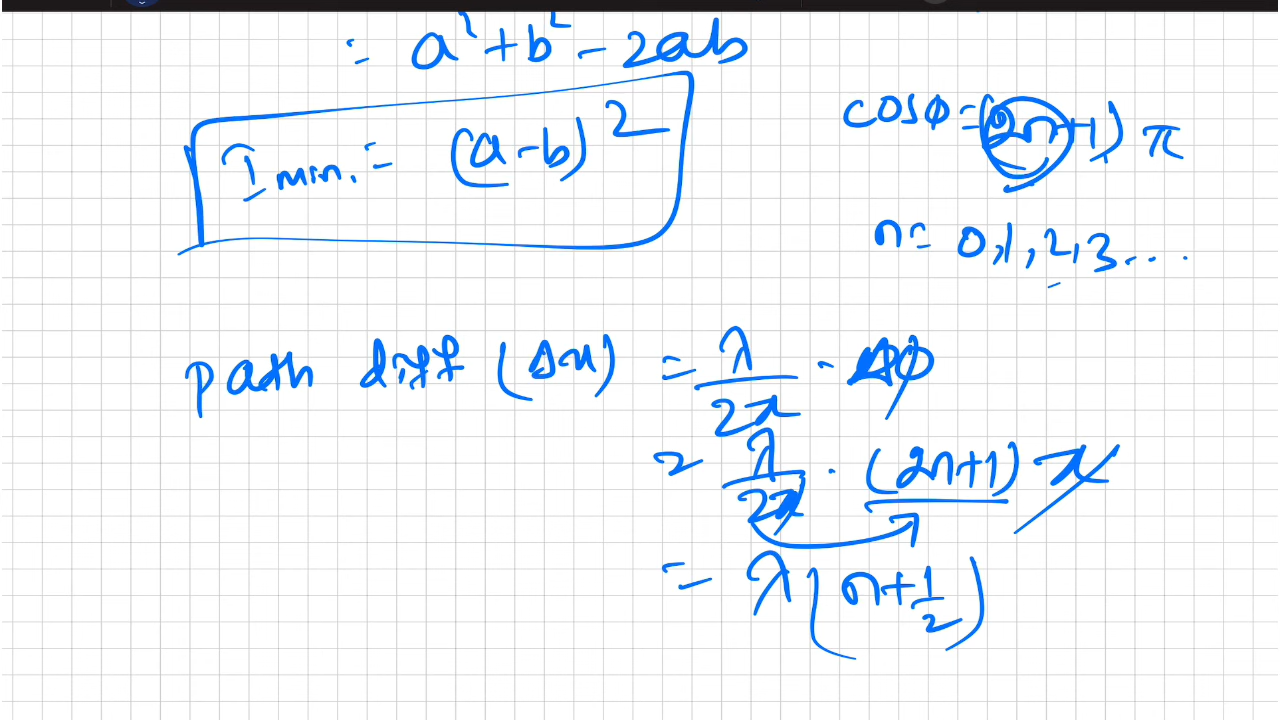 = a² + b² - 2ab
I min. = (a-b)²
cosφ = (2n+1) π
n = 0, 1, 2, 3 ....
path diff (Δx) = λ/2π · Δφ
= λ/2π · (2n+1) π
= λ (n + 1/2)